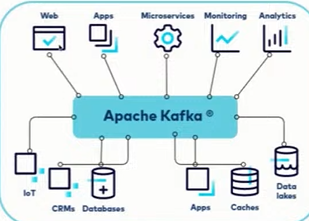 Web
Apps
Microservices
Monitoring
Analytics
Apache Kafka ®
IoT
CRMs
Databases
Apps
Caches
Data
lakes